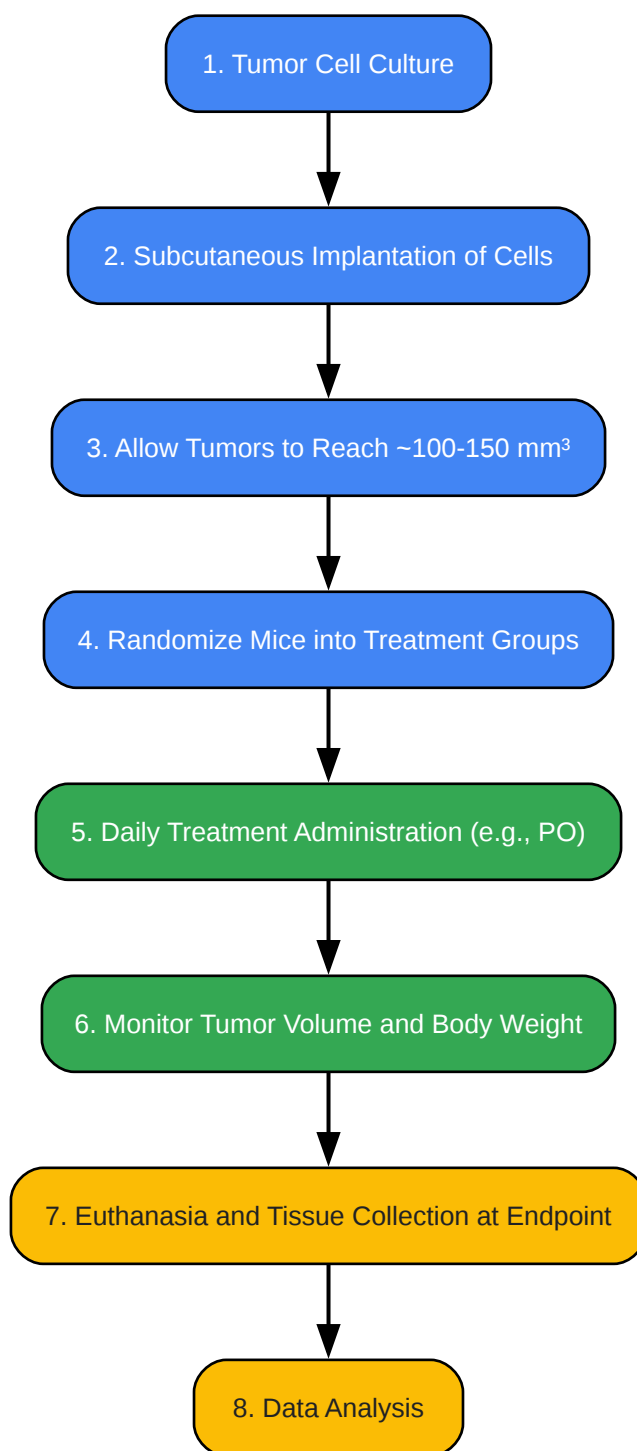 1. Tumor Cell Culture
2. Subcutaneous Implantation of Cells
3. Allow Tumors to Reach ~100-150 mm³
4. Randomize Mice into Treatment Groups
5. Daily Treatment Administration (e.g., PO)
6. Monitor Tumor Volume and Body Weight
7. Euthanasia and Tissue Collection at Endpoint
8. Data Analysis